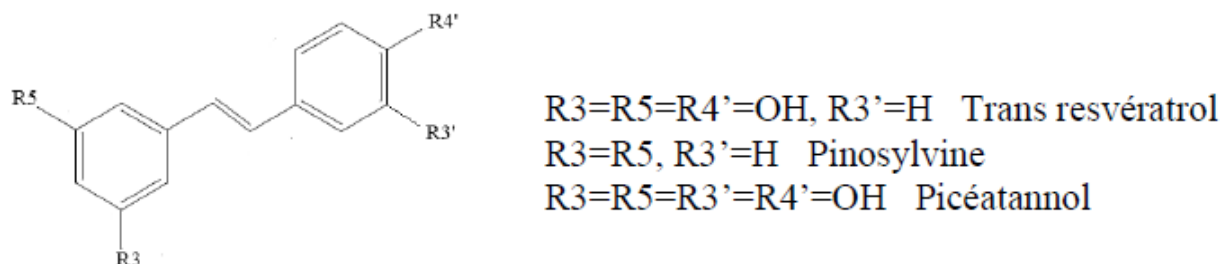 R4'
R5
R3'
R3
R3=R5=R4'=OH, R3'=H Trans resvératrol
R3=R5, R3'=H Pinosylvine
R3=R5=R3'=R4'=OH Picéatannol